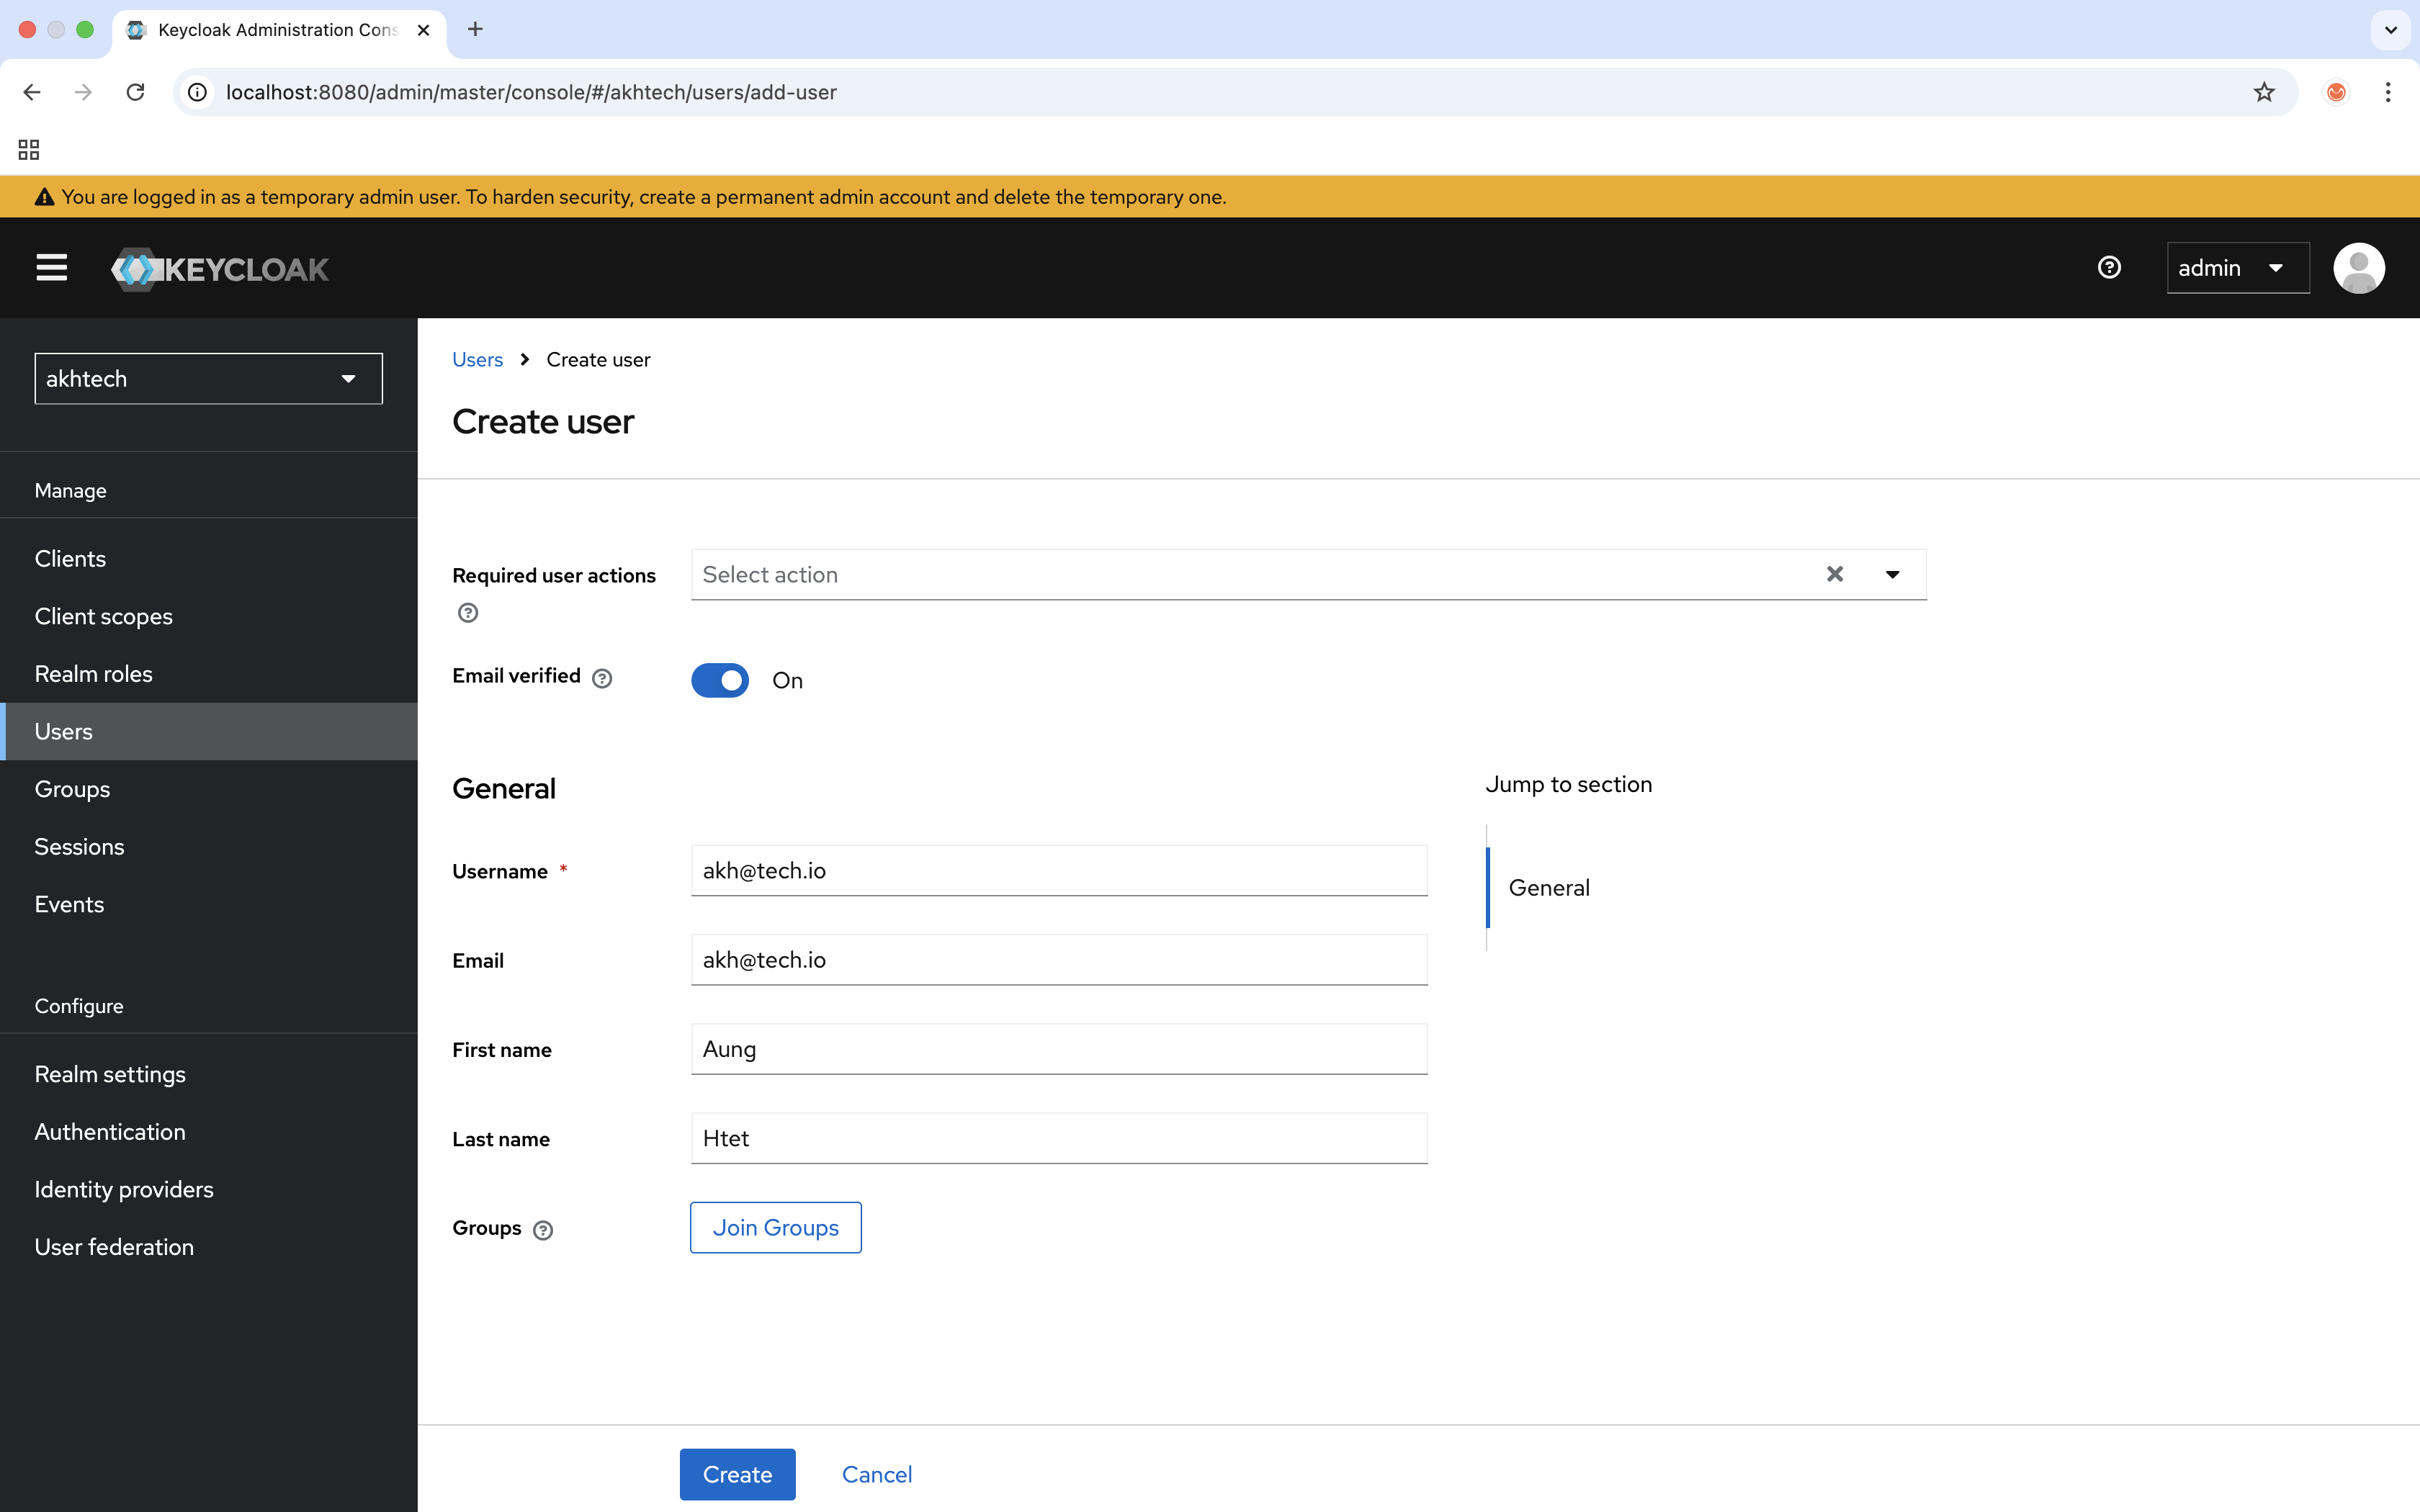 Keycloak Administration Cons
localhost:8080/admin/master/console/#/akhtech/users/add-user
You are logged in as a temporary admin user. To harden security, create a permanent admin account and delete the temporary one.
KEYCLOAK
admin
akhtech
Manage
Clients
Client scopes
Realm roles
Users
Groups
Sessions
Events
Configure
Realm settings
Authentication
Identity providers
User federation
Users Create user
Create user
Required user actions Select action
Email verified On
General
Username * akh@tech.io
Email akh@tech.io
First name Aung
Last name Htet
Groups Join Groups
Jump to section
General
Create Cancel